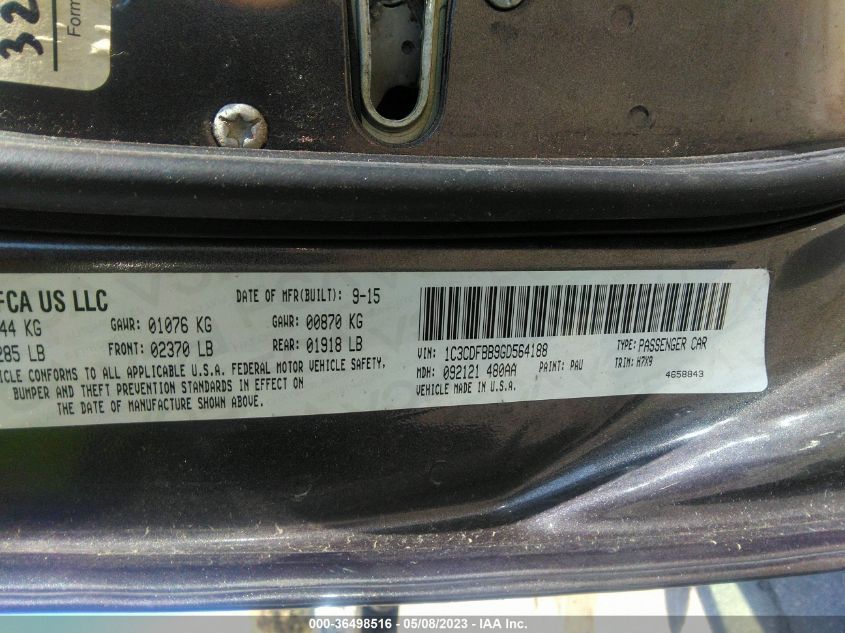 32
Form
FCA US LLC
DATE OF MFR(BUILT): 9-15
44 KG GAWR: 01076 KG GAWR: 00870 KG
285 LB FRONT: 02370 LB REAR: 01918 LB
HICLE CONFORMS TO ALL APPLICABLE U.S.A. FEDERAL MOTOR VEHICLE SAFETY,
BUMPER AND THEFT PREVENTION STANDARDS IN EFFECT ON
THE DATE OF MANUFACTURE SHOWN ABOVE.
VIN: 1C3CDFBB9GD564188 TYPE: PASSENGER CAR
MDH: 092121 480AA PAINT: PAU TRIM: H7X9
VEHICLE MADE IN U.S.A. 4658843
000-36498516 - 05/08/2023 - IAA Inc.